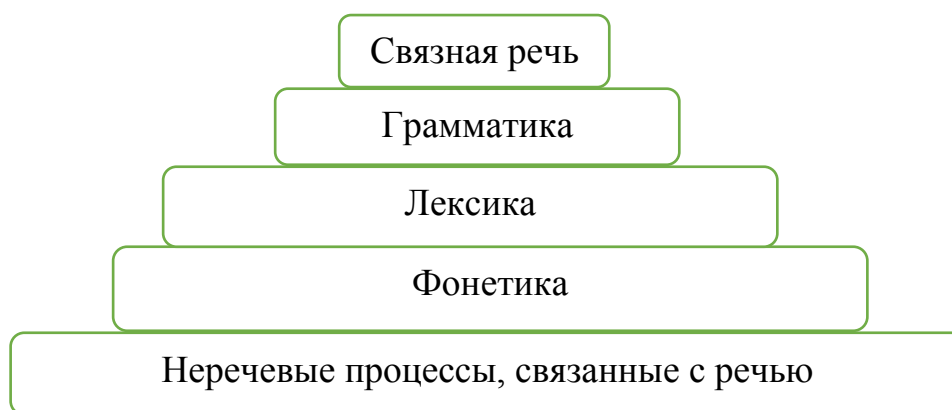 Связная речь
Грамматика
Лексика
Фонетика
Неречевые процессы, связанные с речью